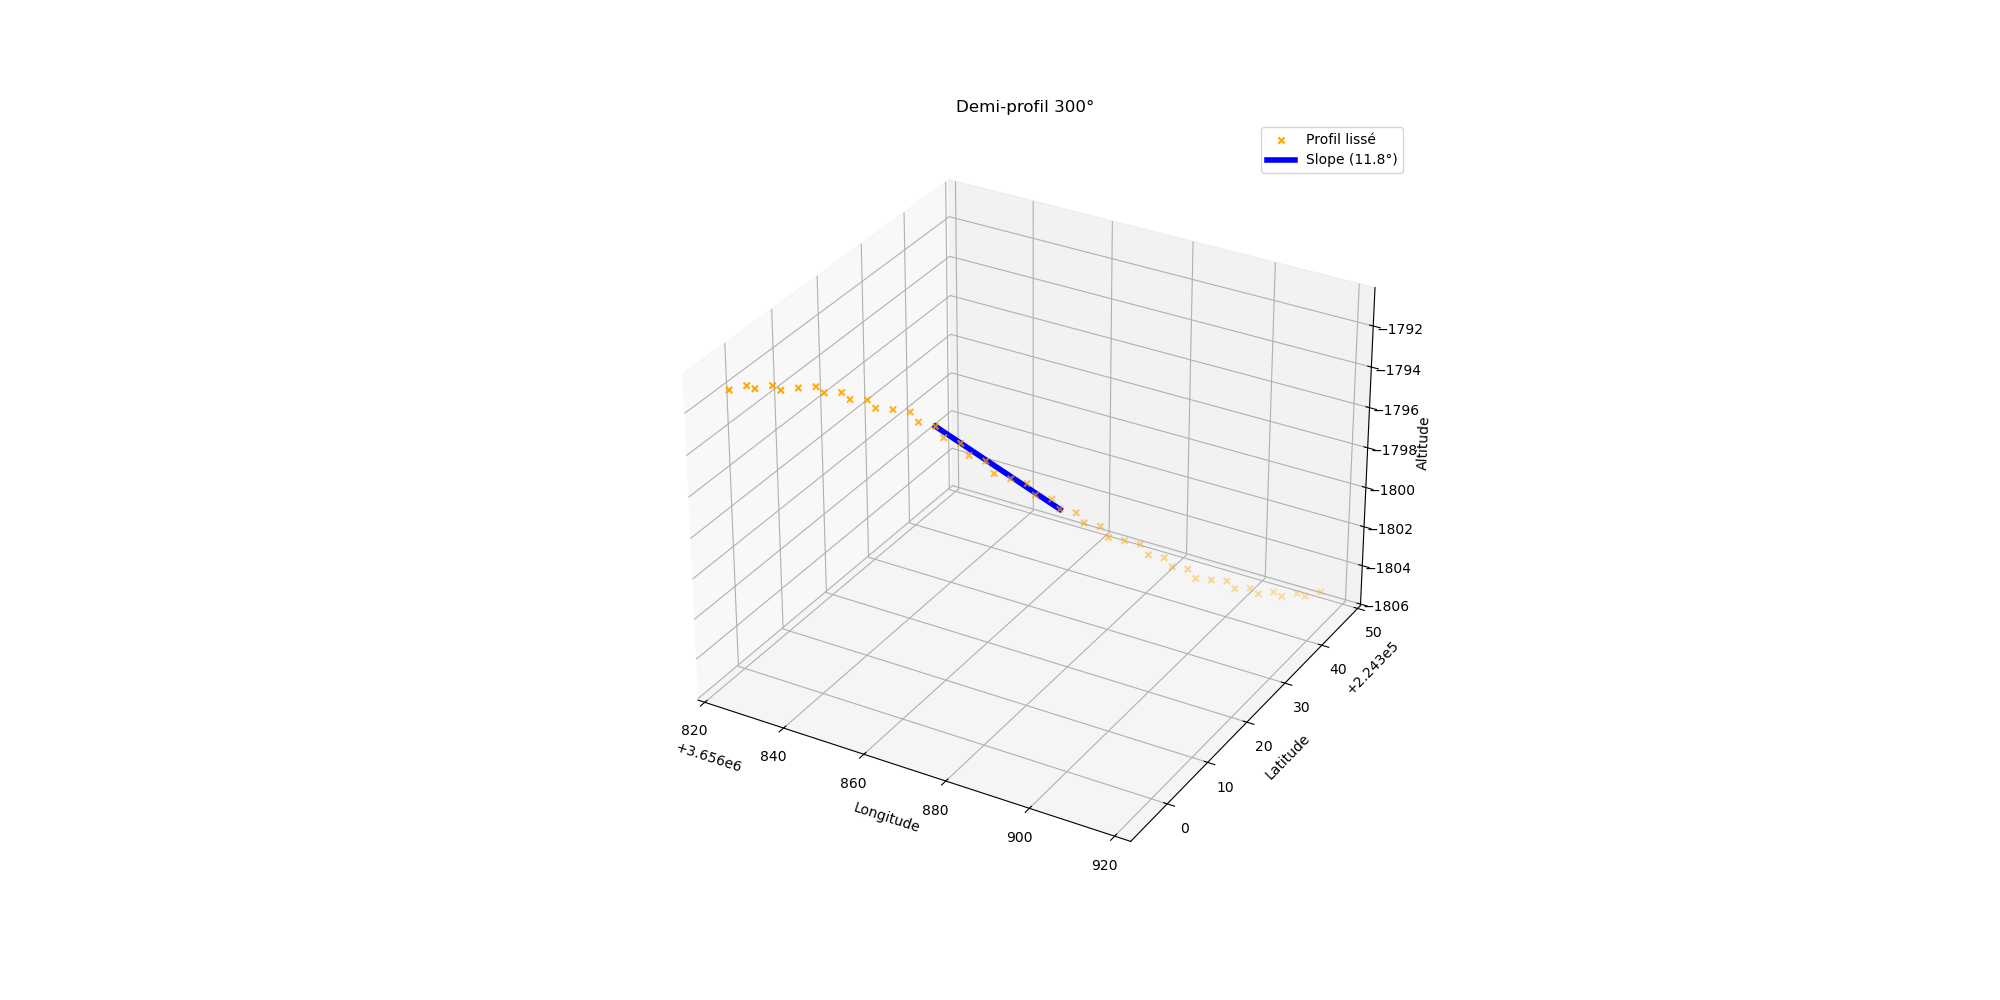 Demi-profil 300°
Profil lissé
Slope (11.8°)
−1792
−1794
−1796
−1798
−1800
−1802
−1804
−1806
Altitude
50
40
30
20
10
0
+2.243e5
Latitude
820
840
860
880
900
920
+3.656e6
Longitude